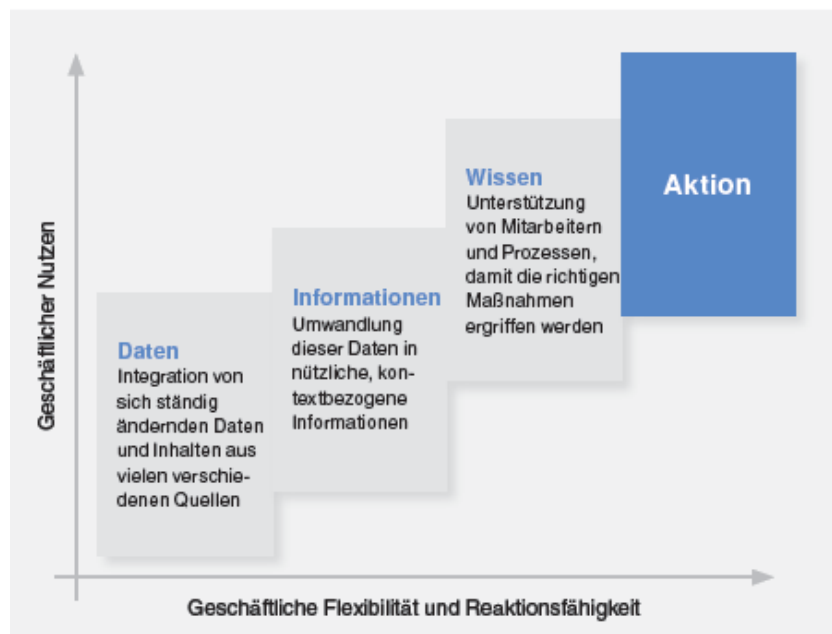 Geschäftlicher Nutzen
Daten
Integration von
sich ständig
ändernden Daten
und Inhalten aus
vielen verschie-
denen Quellen
Informationen
Umwandlung
dieser Daten in
nützliche, kon-
textbezogene
Informationen
Wissen
Unterstützung
von Mitarbeitern
und Prozessen,
damit die richtigen
Maßnahmen
ergriffen werden
Aktion
Geschäftliche Flexibilität und Reaktionsfähigkeit